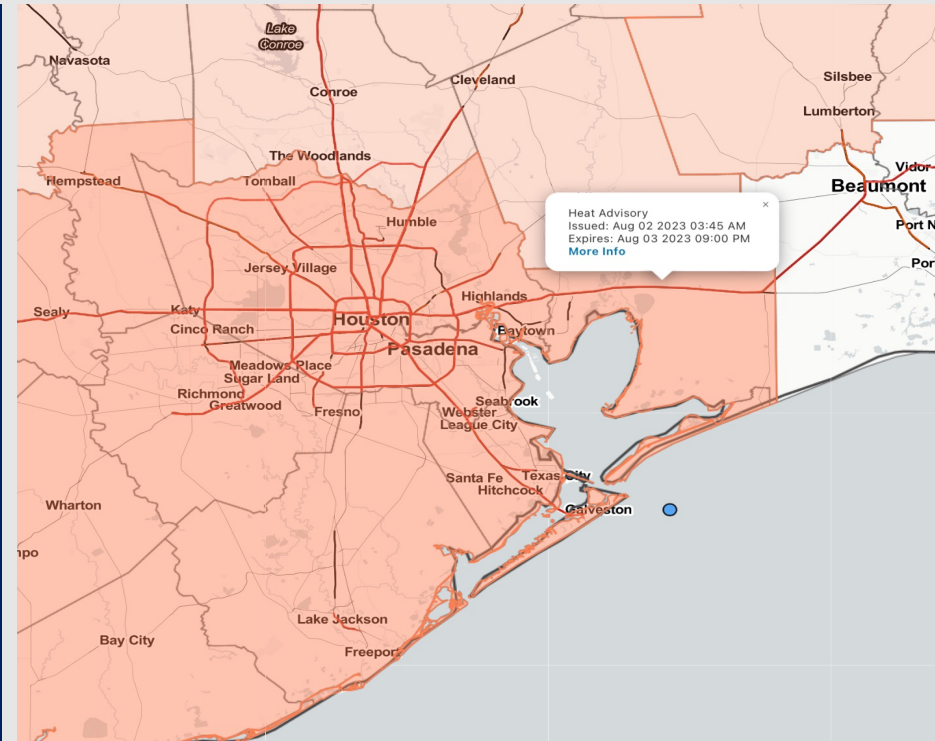 Lake
Conroe
Navasota
Cleveland
Silsbee
Conroe
Lumberton
The Woodlands
Vidor
Hempstead
Tomball
Beaumont
×
Heat Advisory
Issued: Aug 02 2023 03:45 AM
Expires: Aug 03 2023 09:00 PM
More Info
Humble
Port N
Por
Jersey Village
Highlands
Sealy
Katy
Houston
Cinco Ranch
Baytown
Pasadena
Meadows Place
Sugar Land
Richmond
Greatwood
Fresno
Seabrook
Webster
League City
Santa Fe
Texas City
Hitchcock
Wharton
Galveston
mpo
Lake Jackson
Bay City
Freeport